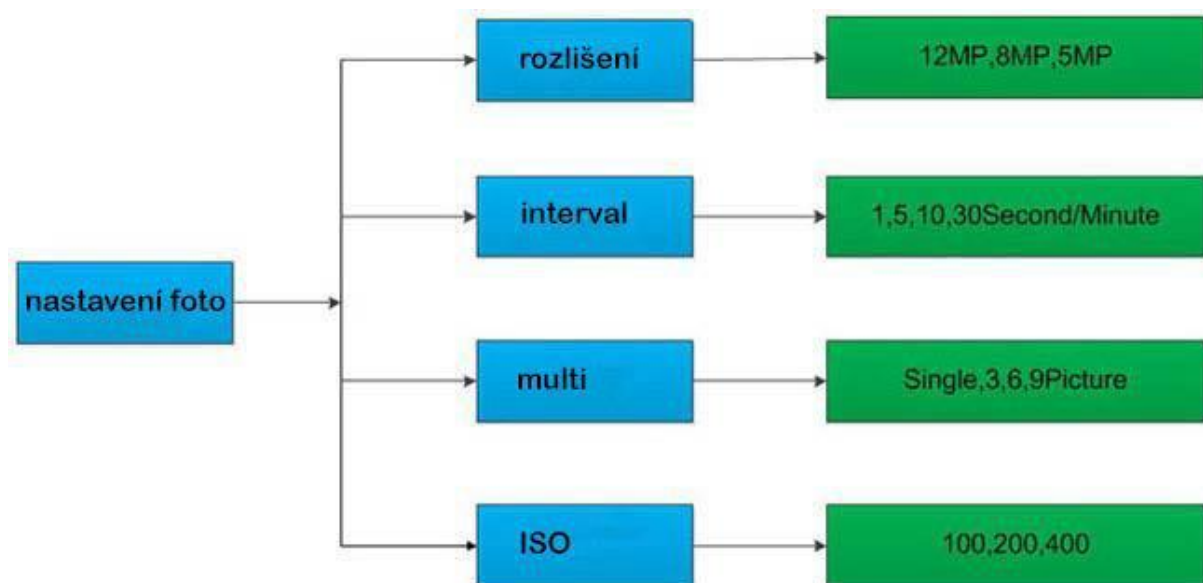 rozlišení
12MP,8MP,5MP
interval
1,5,10,30Second/Minute
nastavení foto
multi
Single,3,6,9Picture
ISO
100,200,400